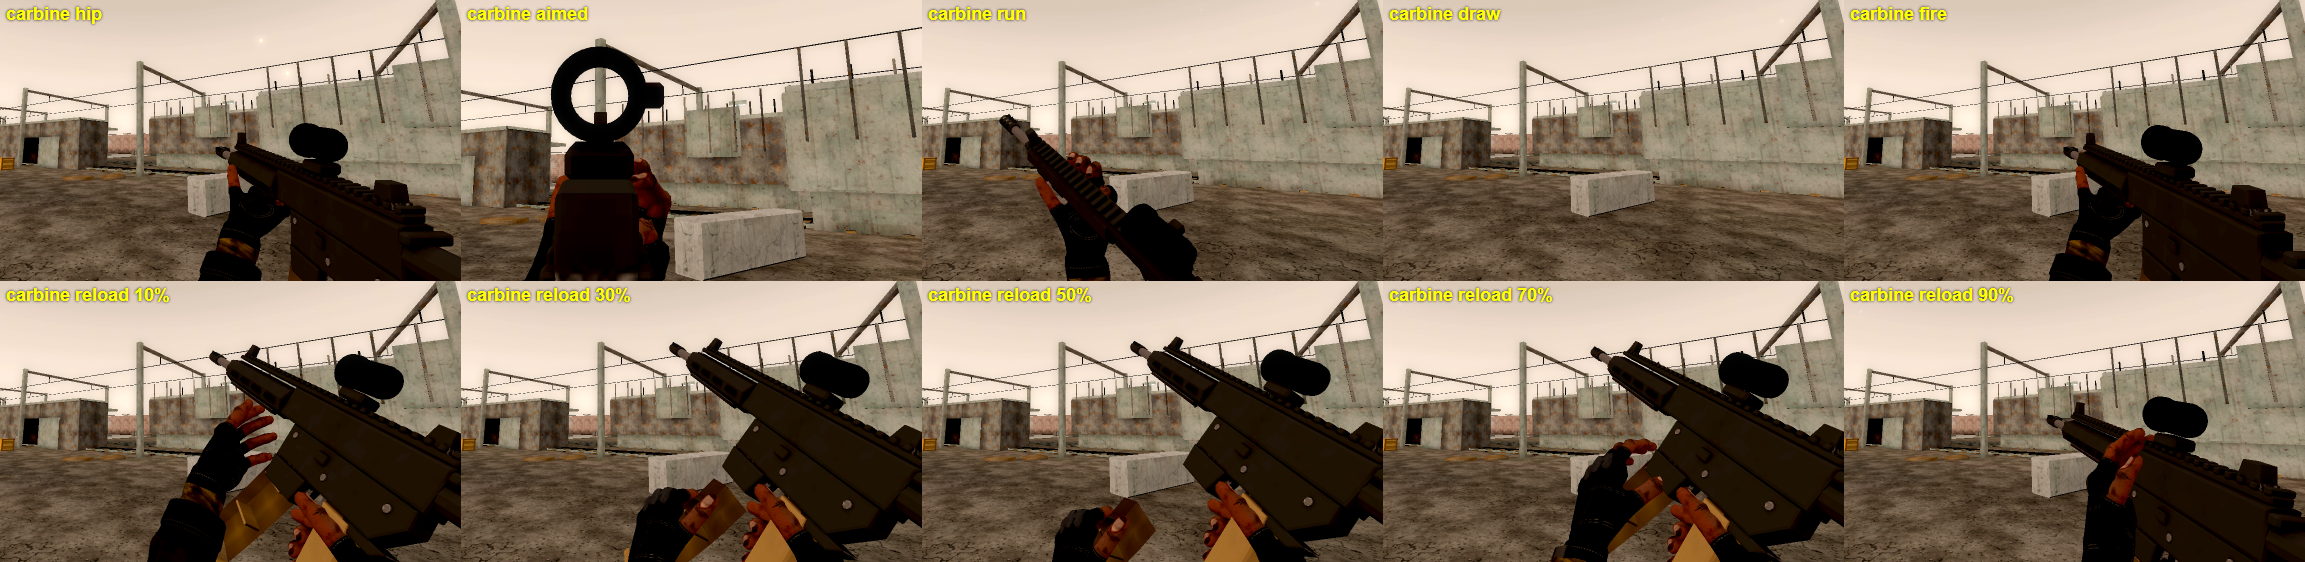 carbine hip
carbine aimed
carbine run
carbine draw
carbine fire
carbine reload 10%
carbine reload 30%
carbine reload 50%
carbine reload 70%
carbine reload 90%